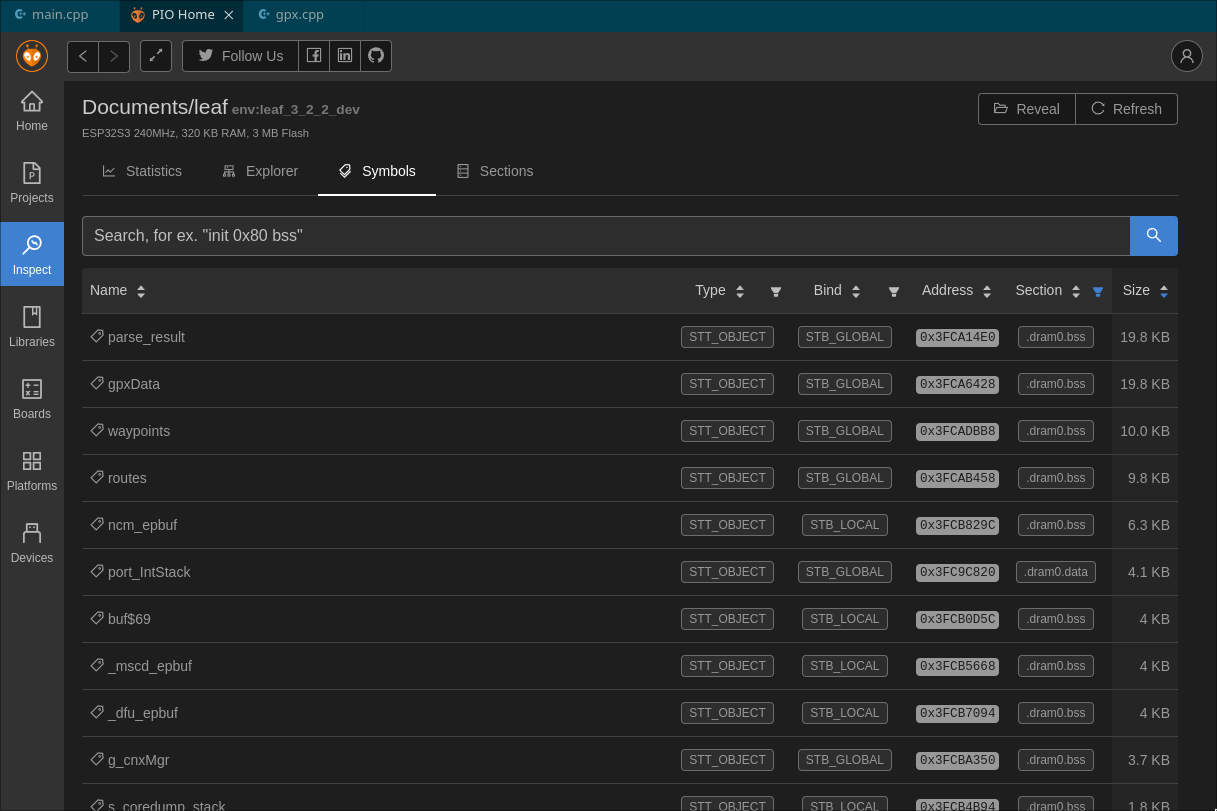 main.cpp PIO Home gpx.cpp
Follow Us
Home
Projects
Inspect
Libraries
Boards
Platforms
Devices
Documents/leaf env:leaf_3_2_2_dev
ESP32S3 240MHz, 320 KB RAM, 3 MB Flash
Reveal Refresh
Statistics Explorer Symbols Sections
Search, for ex. "init 0x80 bss"
Name Type Bind Address Section Size
parse_result STT_OBJECT STB_GLOBAL 0x3FCA14E0 .dram0.bss 19.8 KB
gpxData STT_OBJECT STB_GLOBAL 0x3FCA6428 .dram0.bss 19.8 KB
waypoints STT_OBJECT STB_GLOBAL 0x3FCADBB8 .dram0.bss 10.0 KB
routes STT_OBJECT STB_GLOBAL 0x3FCAB458 .dram0.bss 9.8 KB
ncm_epbuf STT_OBJECT STB_LOCAL 0x3FCB829C .dram0.bss 6.3 KB
port_IntStack STT_OBJECT STB_GLOBAL 0x3FC9C820 .dram0.data 4.1 KB
buf$69 STT_OBJECT STB_LOCAL 0x3FCB0D5C .dram0.bss 4 KB
_mscd_epbuf STT_OBJECT STB_LOCAL 0x3FCB5668 .dram0.bss 4 KB
_dfu_epbuf STT_OBJECT STB_LOCAL 0x3FCB7094 .dram0.bss 4 KB
g_cnxMgr STT_OBJECT STB_GLOBAL 0x3FCBA350 .dram0.bss 3.7 KB
s_coredump_stack STT_OBJECT STB_LOCAL 0x3FCB4B94 .dram0.bss 1.8 KB